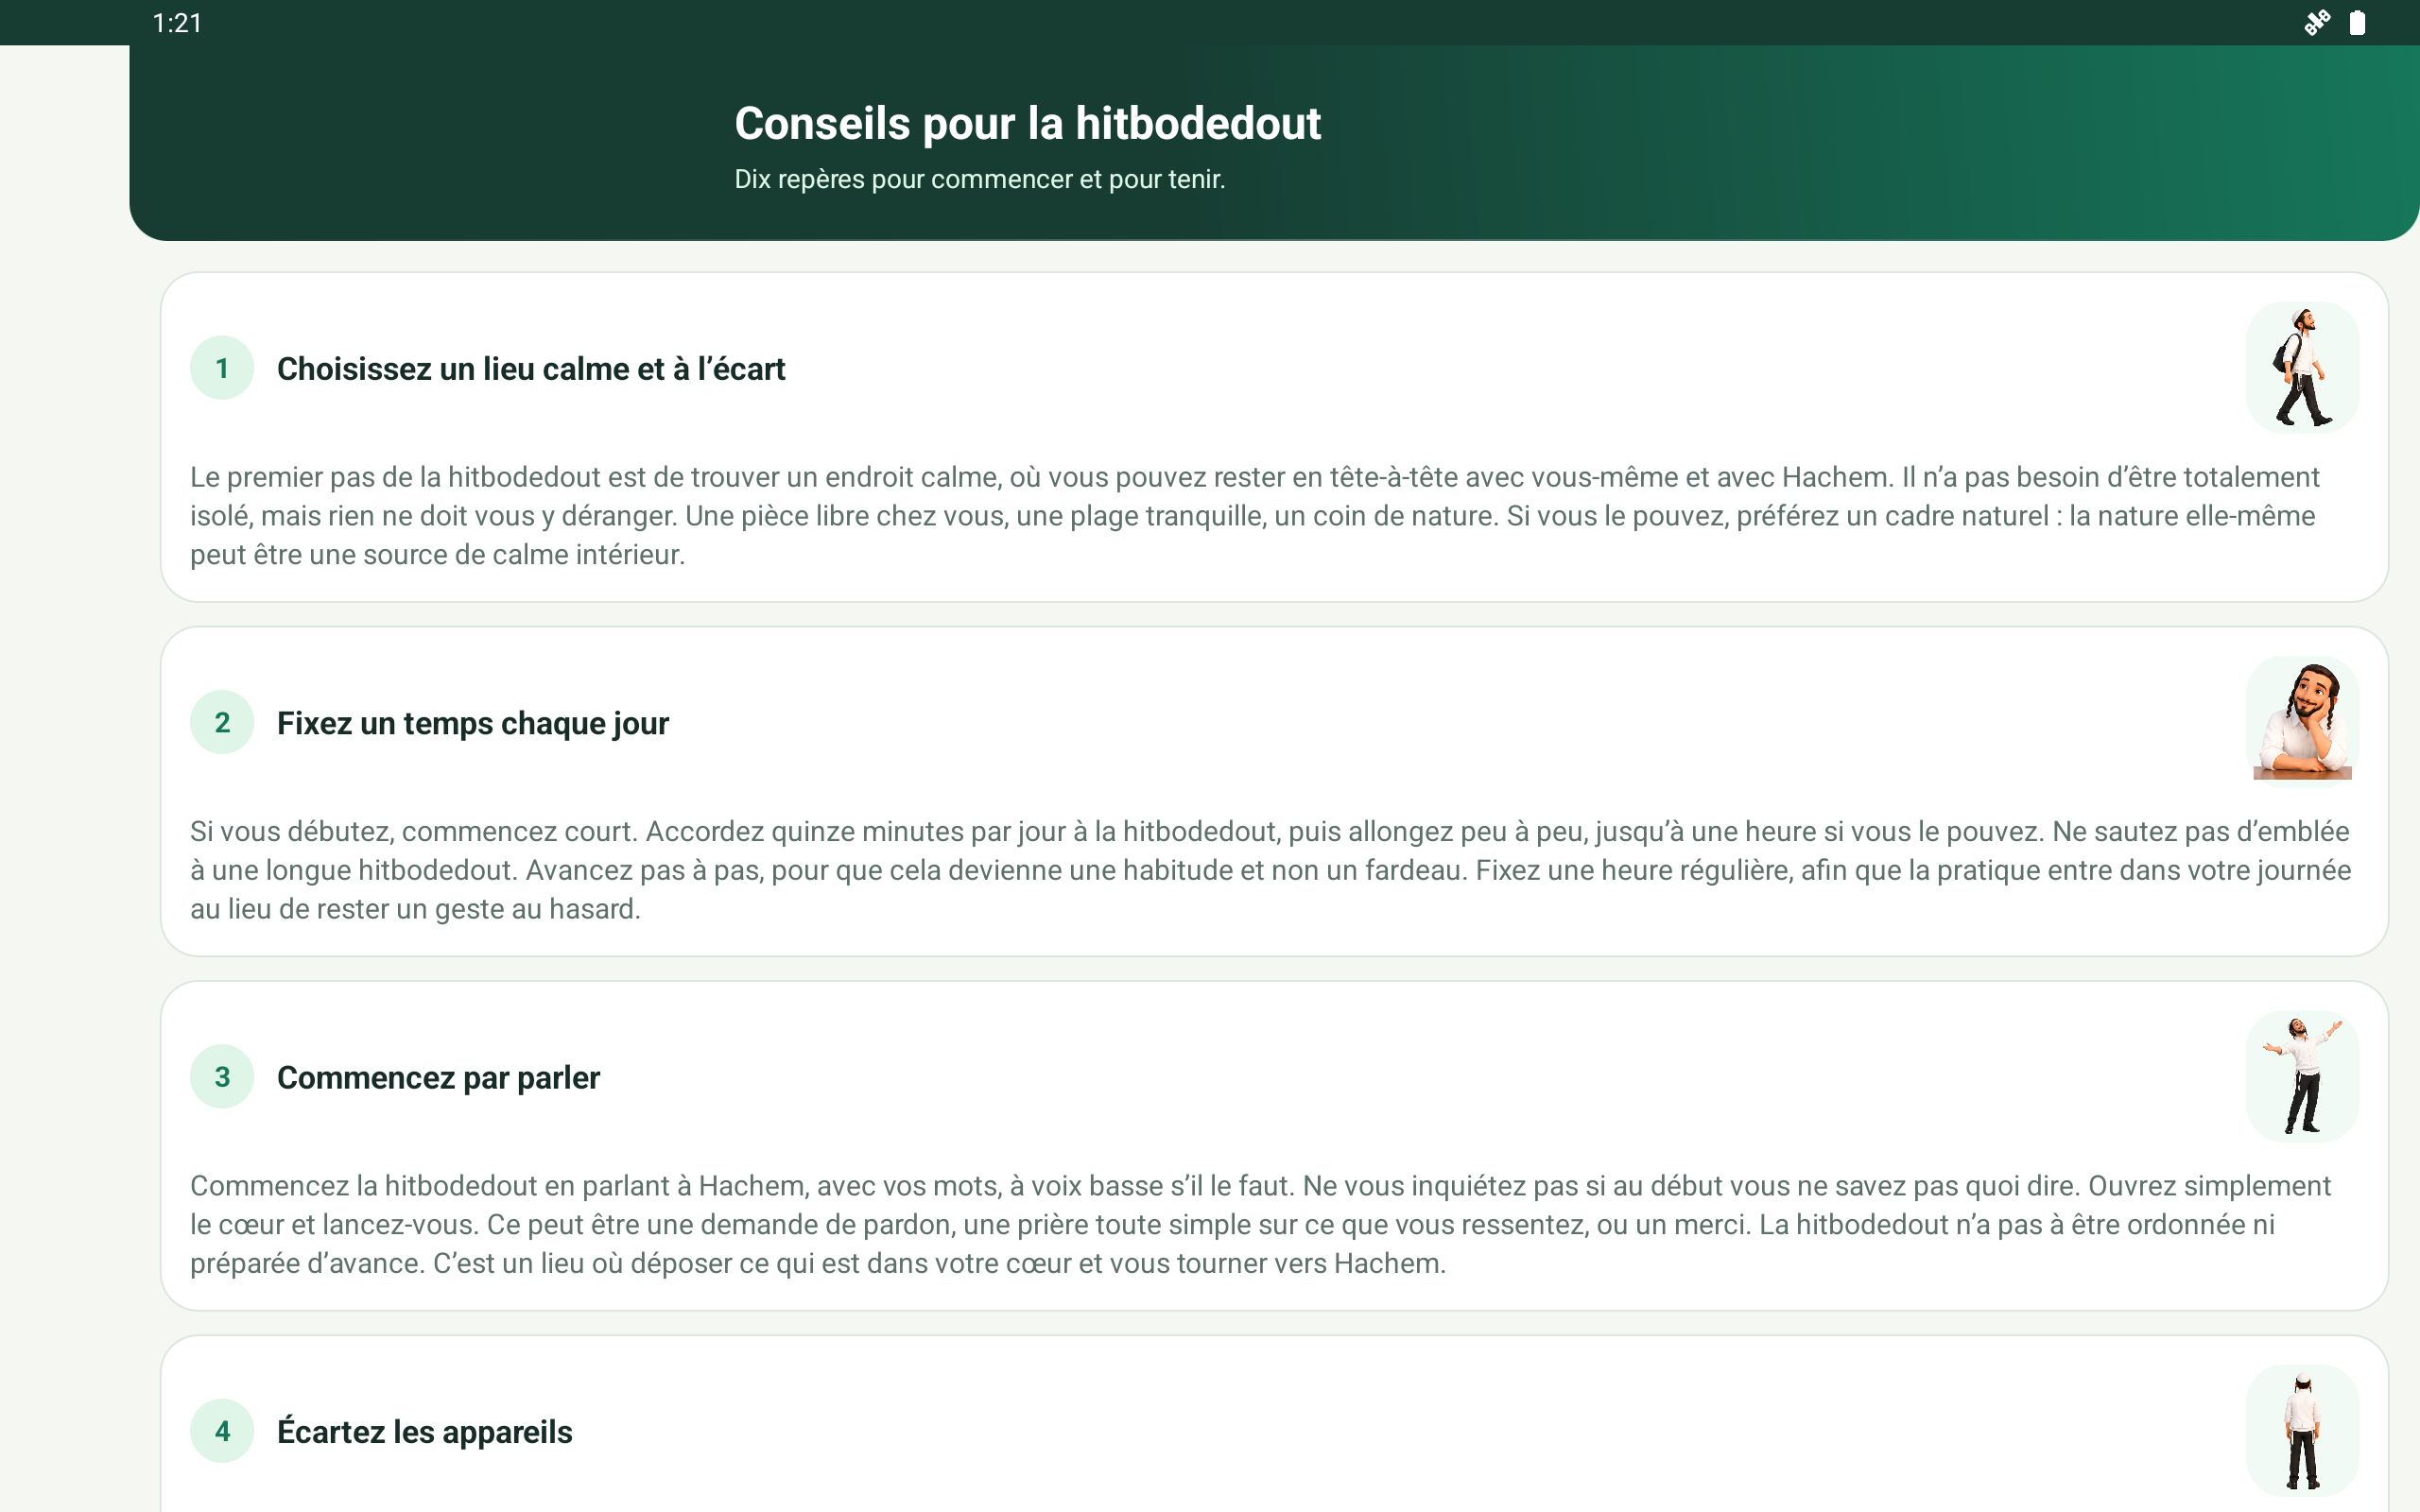 1:21
Conseils pour la hitbodedout
Dix repères pour commencer et pour tenir.
1
Choisissez un lieu calme et à l’écart
Le premier pas de la hitbodedout est de trouver un endroit calme, où vous pouvez rester en tête-à-tête avec vous-même et avec Hachem. Il n’a pas besoin d’être totalement
isolé, mais rien ne doit vous y déranger. Une pièce libre chez vous, une plage tranquille, un coin de nature. Si vous le pouvez, préférez un cadre naturel : la nature elle-même
peut être une source de calme intérieur.
2
Fixez un temps chaque jour
Si vous débutez, commencez court. Accordez quinze minutes par jour à la hitbodedout, puis allongez peu à peu, jusqu’à une heure si vous le pouvez. Ne sautez pas d’emblée
à une longue hitbodedout. Avancez pas à pas, pour que cela devienne une habitude et non un fardeau. Fixez une heure régulière, afin que la pratique entre dans votre journée
au lieu de rester un geste au hasard.
3
Commencez par parler
Commencez la hitbodedout en parlant à Hachem, avec vos mots, à voix basse s’il le faut. Ne vous inquiétez pas si au début vous ne savez pas quoi dire. Ouvrez simplement
le cœur et lancez-vous. Ce peut être une demande de pardon, une prière toute simple sur ce que vous ressentez, ou un merci. La hitbodedout n’a pas à être ordonnée ni
préparée d’avance. C’est un lieu où déposer ce qui est dans votre cœur et vous tourner vers Hachem.
4
Écartez les appareils